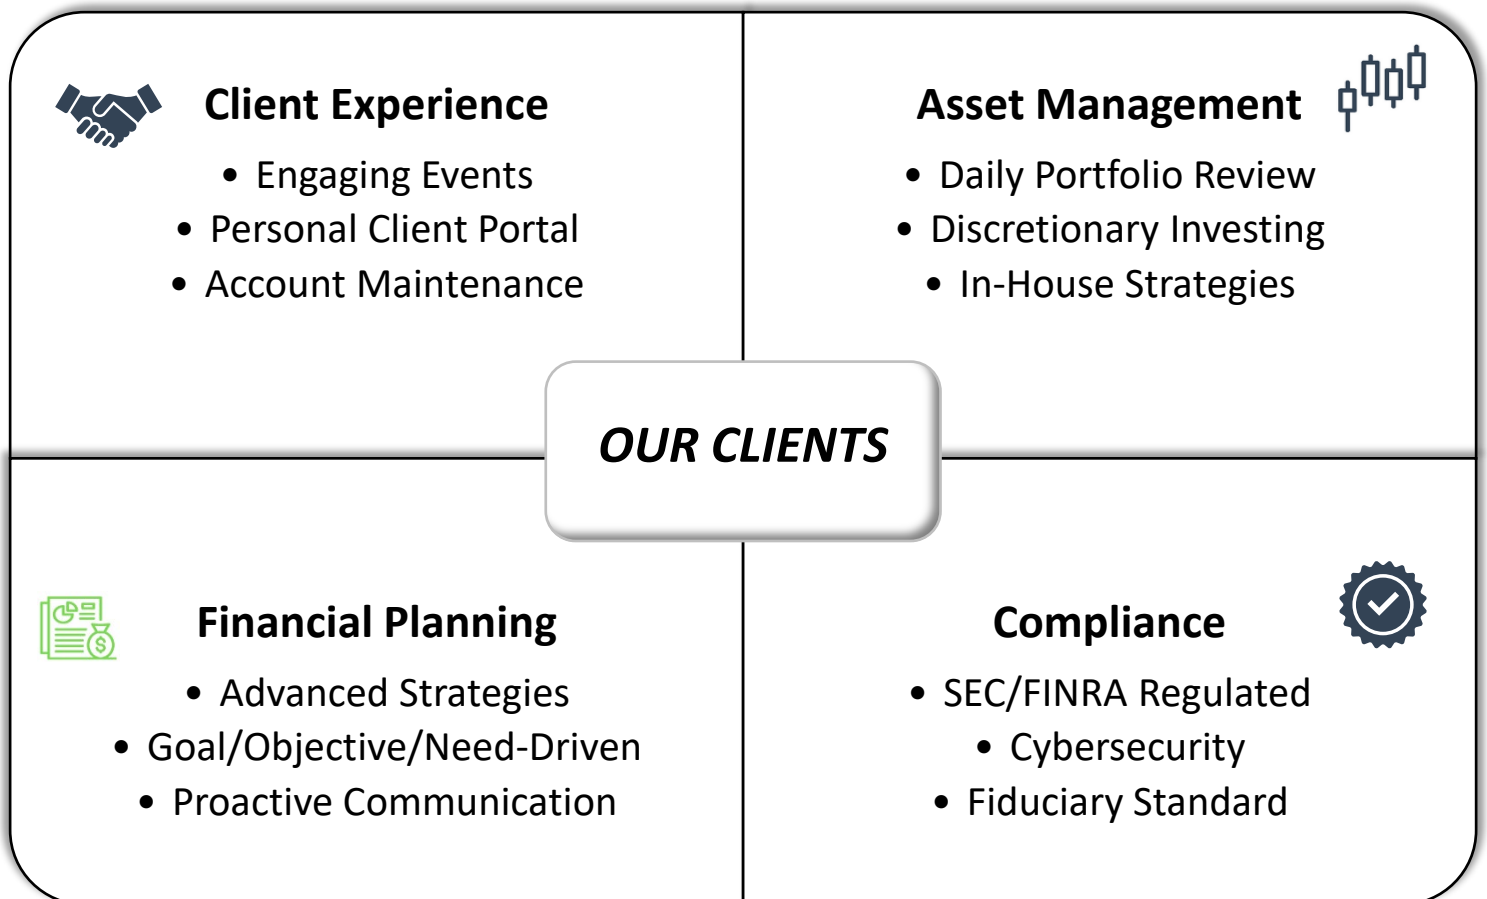 Client Experience
• Engaging Events
• Personal Client Portal
• Account Maintenance
Asset Management
• Daily Portfolio Review
• Discretionary Investing
• In-House Strategies
OUR CLIENTS
Financial Planning
• Advanced Strategies
• Goal/Objective/Need-Driven
• Proactive Communication
Compliance
• SEC/FINRA Regulated
• Cybersecurity
• Fiduciary Standard